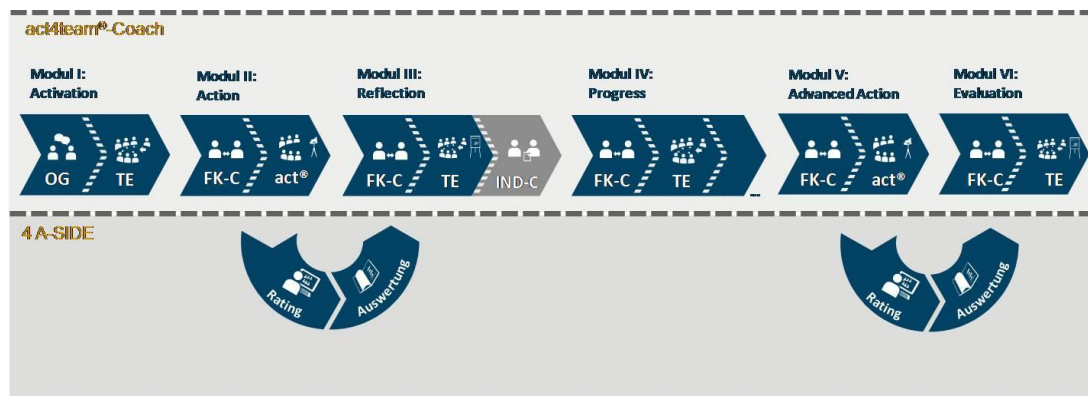 act4team®-Coach
Modul I:
Activation
Modul II:
Action
Modul III:
Reflection
Modul IV:
Progress
Modul V:
Advanced Action
Modul VI:
Evaluation
OG
TE
FK-C
act®
FK-C
TE
IND-C
FK-C
TE
...
FK-C
act®
FK-C
TE
4 A-SIDE
Rating
Auswertung
Rating
Auswertung